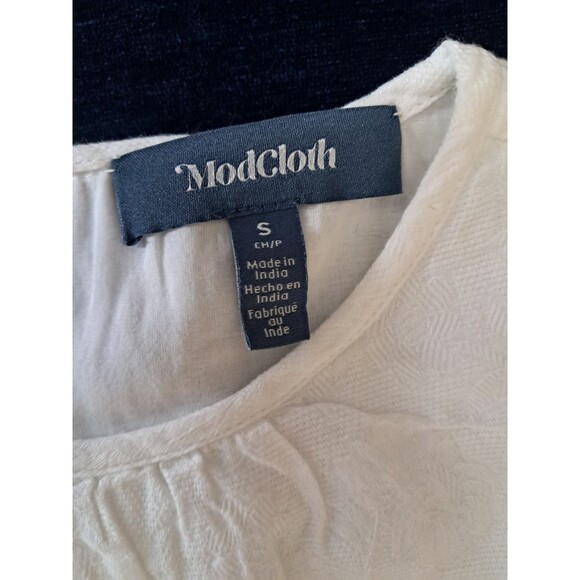 ModCloth
S
CH/P
Made in
India
Hecho en
India
Fabriqué
au
Inde